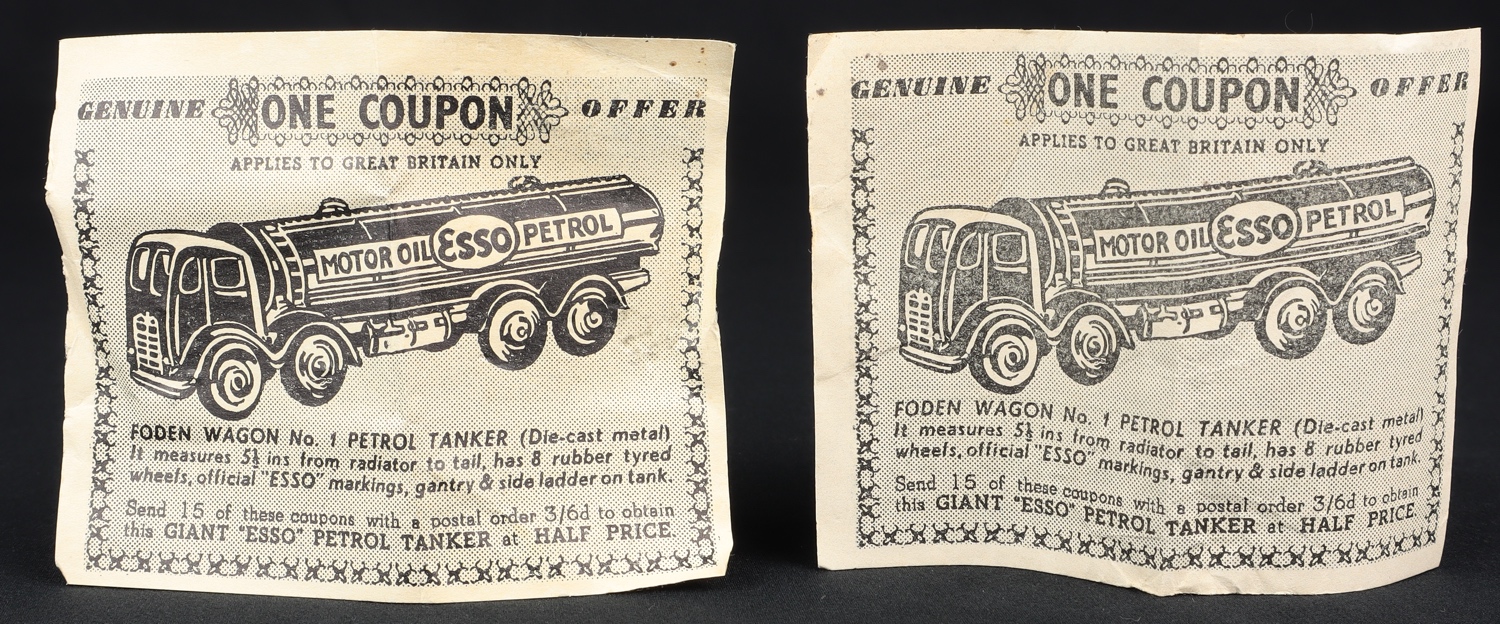 GENUINE ONE COUPON OFFER
APPLIES TO GREAT BRITAIN ONLY
MOTOR OIL ESSO PETROL
FODEN WAGON No. 1 PETROL TANKER (Die-cast metal)
It measures 5½ ins from radiator to tail, has 8 rubber tyred
wheels, official "ESSO" markings, gantry & side ladder on tank.
Send 15 of these coupons with a postal order 3/6d to obtain
this GIANT "ESSO" PETROL TANKER at HALF PRICE.
GENUINE ONE COUPON OFFER
APPLIES TO GREAT BRITAIN ONLY
MOTOR OIL ESSO PETROL
FODEN WAGON No. 1 PETROL TANKER (Die-cast metal)
It measures 5½ ins from radiator to tail, has 8 rubber tyred
wheels, official "ESSO" markings, gantry & side ladder on tank.
Send 15 of these coupons with a postal order 3/6d to obtain
this GIANT "ESSO" PETROL TANKER at HALF PRICE.